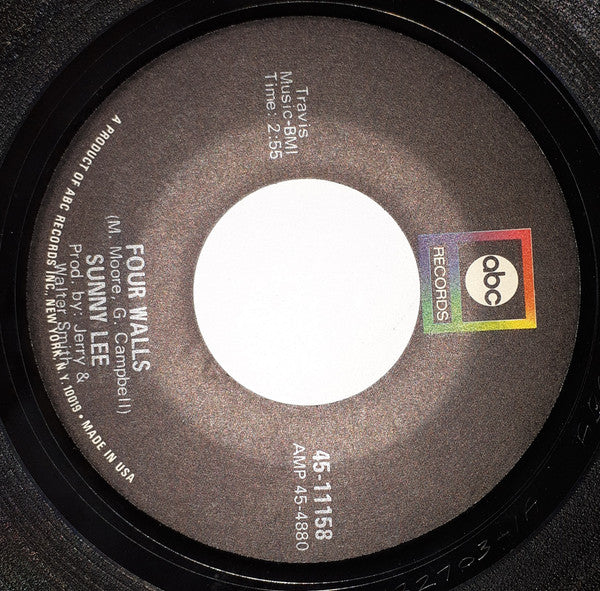 abc
RECORDS
Travis
Music-BMI
Time: 2:55
45-11158
AMP 45-4880
FOUR WALLS
(M. Moore, G. Campbell)
SUNNY LEE
Prod. by: Jerry &
Walter Smith
A PRODUCT OF ABC RECORDS INC., NEW YORK, N.Y. 10019 • MADE IN USA